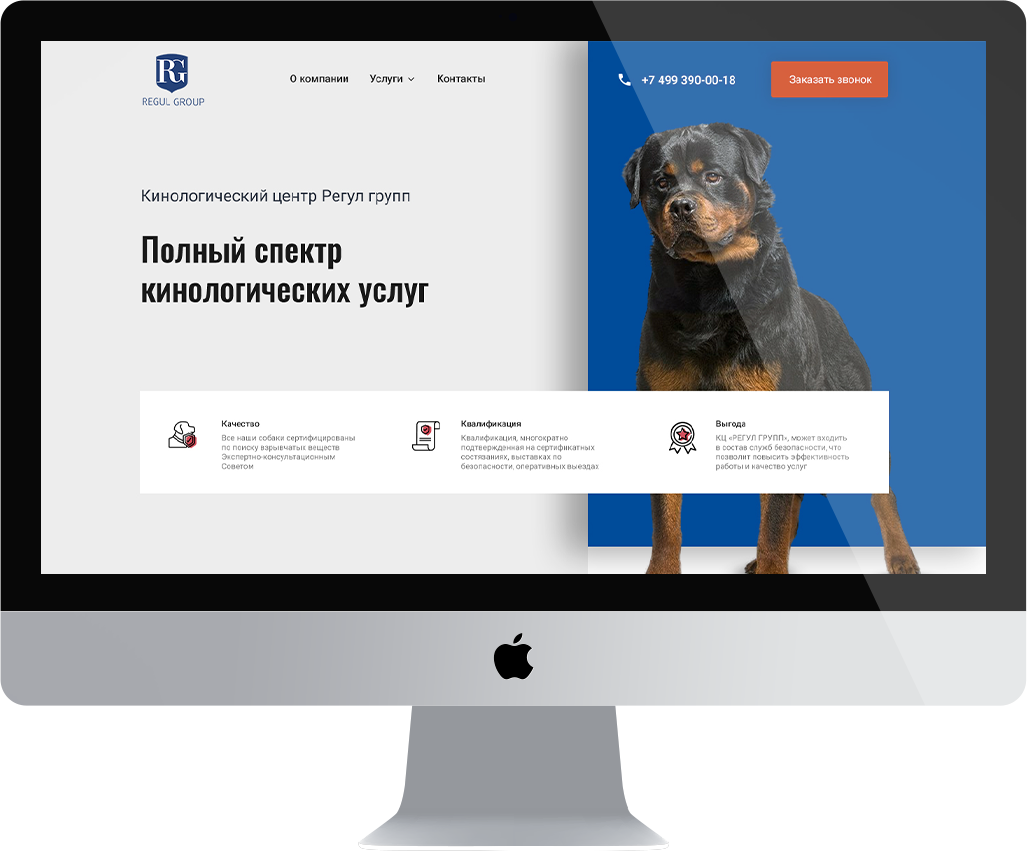 RG
REGUL GROUP
О компании
Услуги
Контакты
+7 499 390-00-18
Заказать звонок
Кинологический центр Регул групп
Полный спектр
кинологических услуг
Качество
Все наши собаки сертифицированы
по поиску взрывчатых веществ
Экспертно-консультационным
Советом
Квалификация
Квалификация, многократно
подтвержденная на сертификатных
состязаниях, выставках по
безопасности, оперативных выездах
Выгода
КЦ «РЕГУЛ ГРУПП», может входить
в состав служб безопасности, что
позволит повысить эффективность
работы и качество услуг